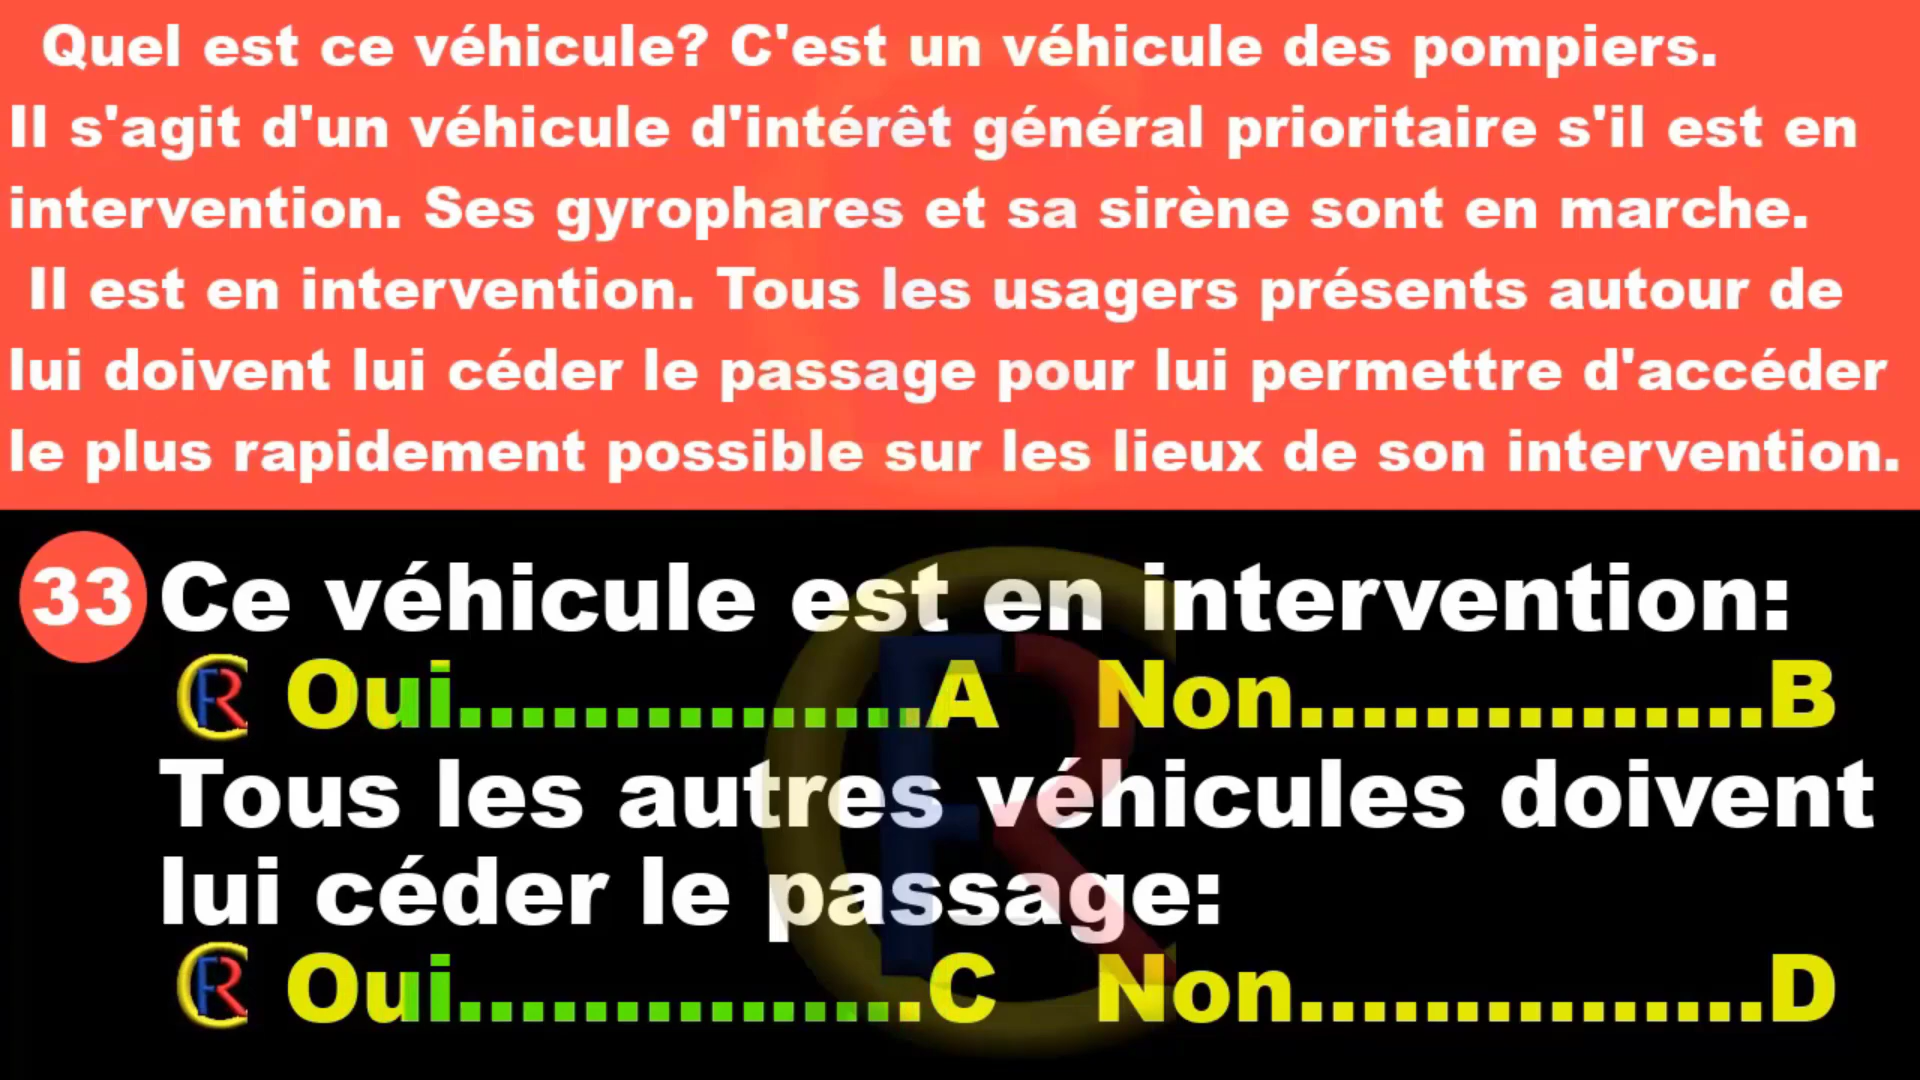 Quel est ce véhicule? C'est un véhicule des pompiers.
Il s'agit d'un véhicule d'intérêt général prioritaire s'il est en
intervention. Ses gyrophares et sa sirène sont en marche.
Il est en intervention. Tous les usagers présents autour de
lui doivent lui céder le passage pour lui permettre d'accéder
le plus rapidement possible sur les lieux de son intervention.
33 Ce véhicule est en intervention:
CFR Oui...............A Non...............B
Tous les autres véhicules doivent
lui céder le passage:
CFR Oui...............C Non...............D